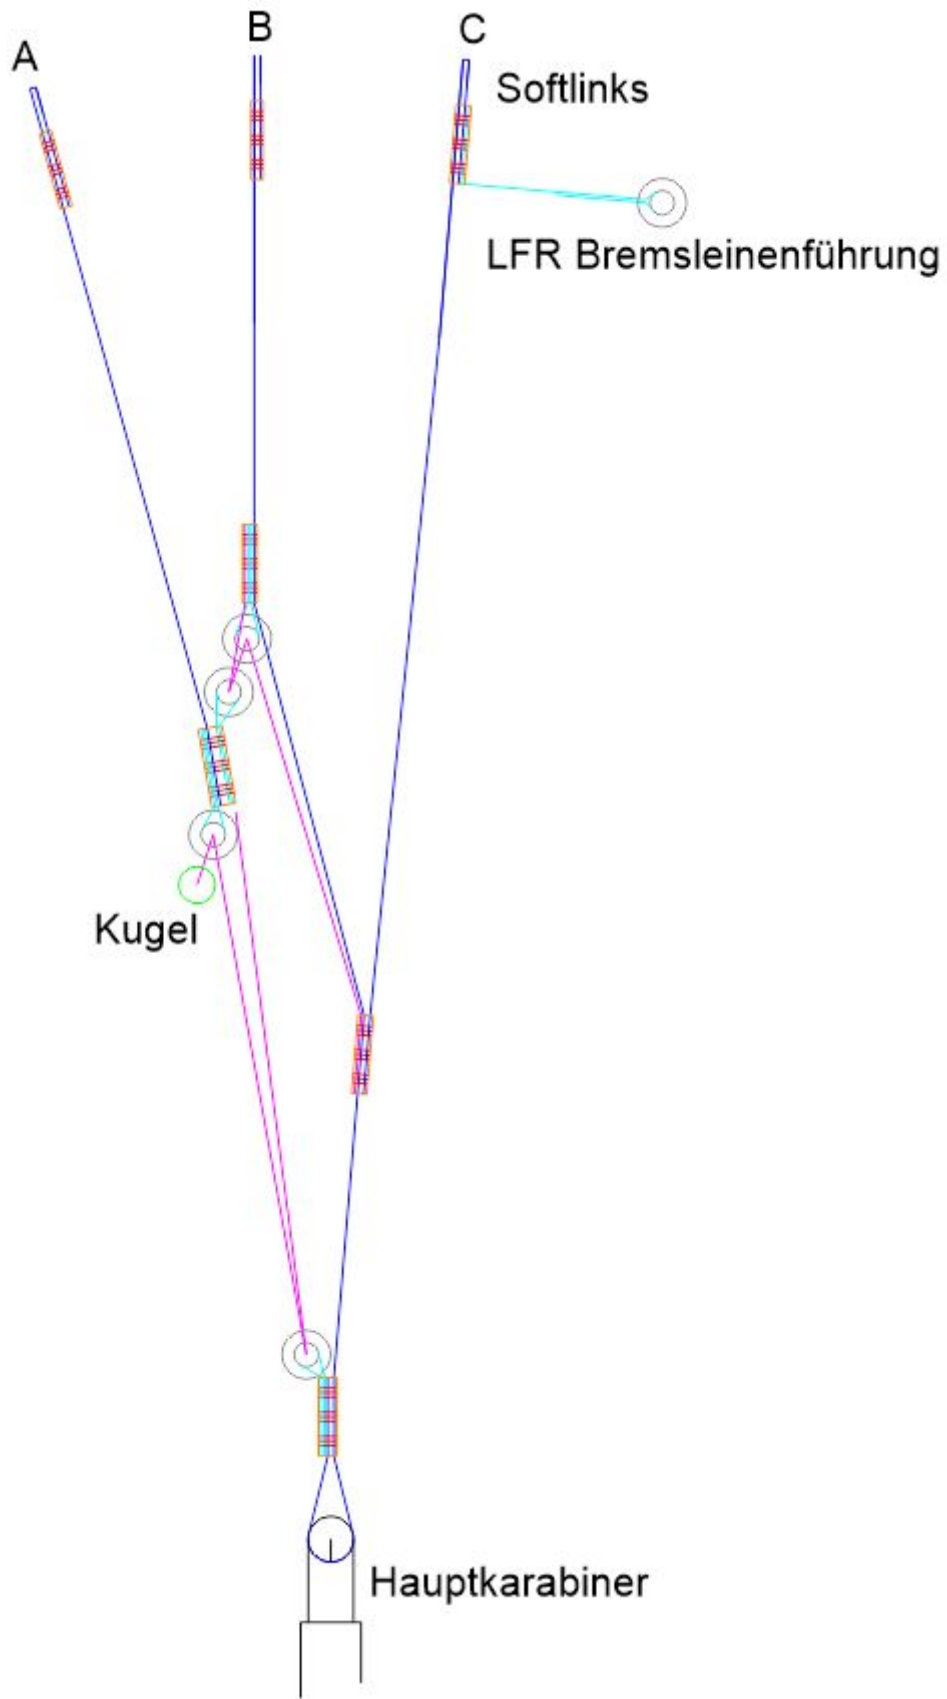 A
B
C
Softlinks
LFR Bremsleinenführung
Kugel
Hauptkarabiner